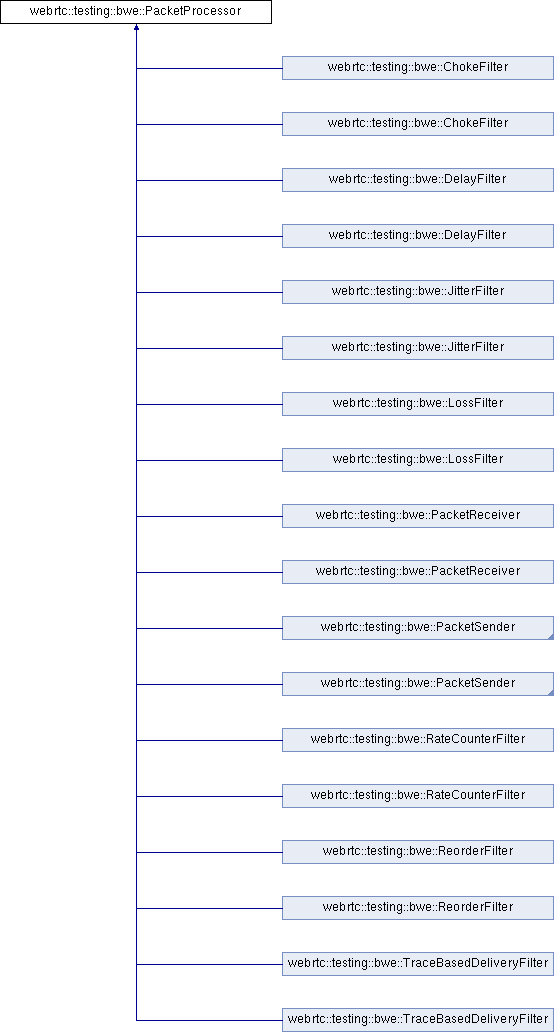 webrtc::testing::bwe::PacketProcessor
webrtc::testing::bwe::ChokeFilter
webrtc::testing::bwe::ChokeFilter
webrtc::testing::bwe::DelayFilter
webrtc::testing::bwe::DelayFilter
webrtc::testing::bwe::JitterFilter
webrtc::testing::bwe::JitterFilter
webrtc::testing::bwe::LossFilter
webrtc::testing::bwe::LossFilter
webrtc::testing::bwe::PacketReceiver
webrtc::testing::bwe::PacketReceiver
webrtc::testing::bwe::PacketSender
webrtc::testing::bwe::PacketSender
webrtc::testing::bwe::RateCounterFilter
webrtc::testing::bwe::RateCounterFilter
webrtc::testing::bwe::ReorderFilter
webrtc::testing::bwe::ReorderFilter
webrtc::testing::bwe::TraceBasedDeliveryFilter
webrtc::testing::bwe::TraceBasedDeliveryFilter